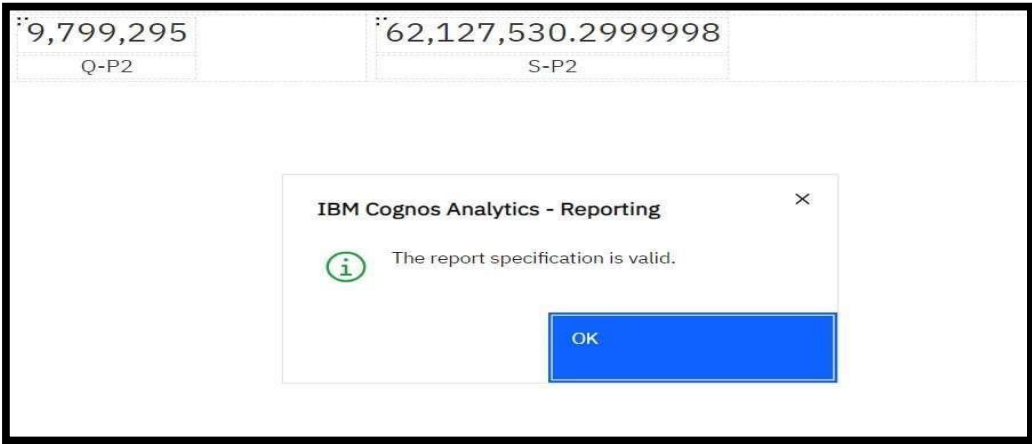 9,799,295 62,127,530.2999998
Q-P2 S-P2
IBM Cognos Analytics - Reporting
The report specification is valid.
OK